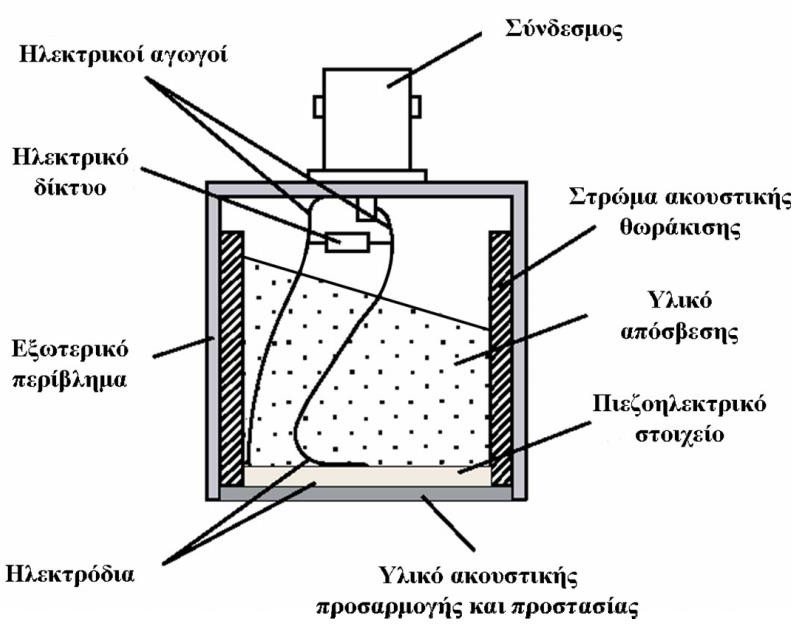 Σύνδεσμος
Ηλεκτρικοί αγωγοί
Ηλεκτρικό
δίκτυο
Στρώμα ακουστικής
θωράκισης
Υλικό
απόσβεσης
Εξωτερικό
περίβλημα
Πιεζοηλεκτρικό
στοιχείο
Ηλεκτρόδια
Υλικό ακουστικής
προσαρμογής και προστασίας